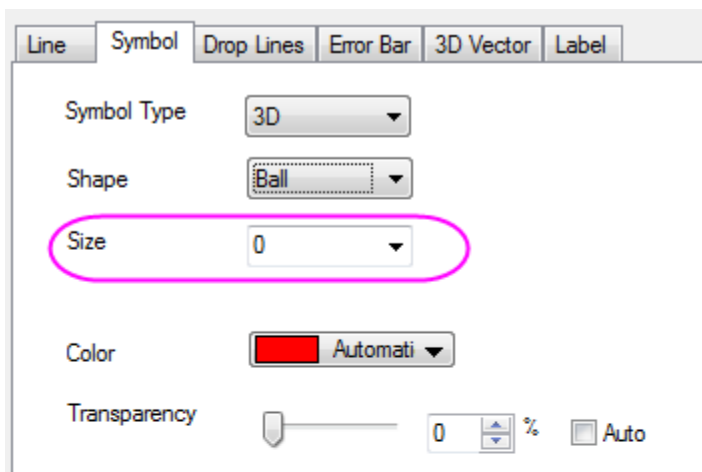 Line Symbol Drop Lines Error Bar 3D Vector Label
Symbol Type 3D
Shape Ball
Size 0
Color Automati
Transparency 0 % Auto